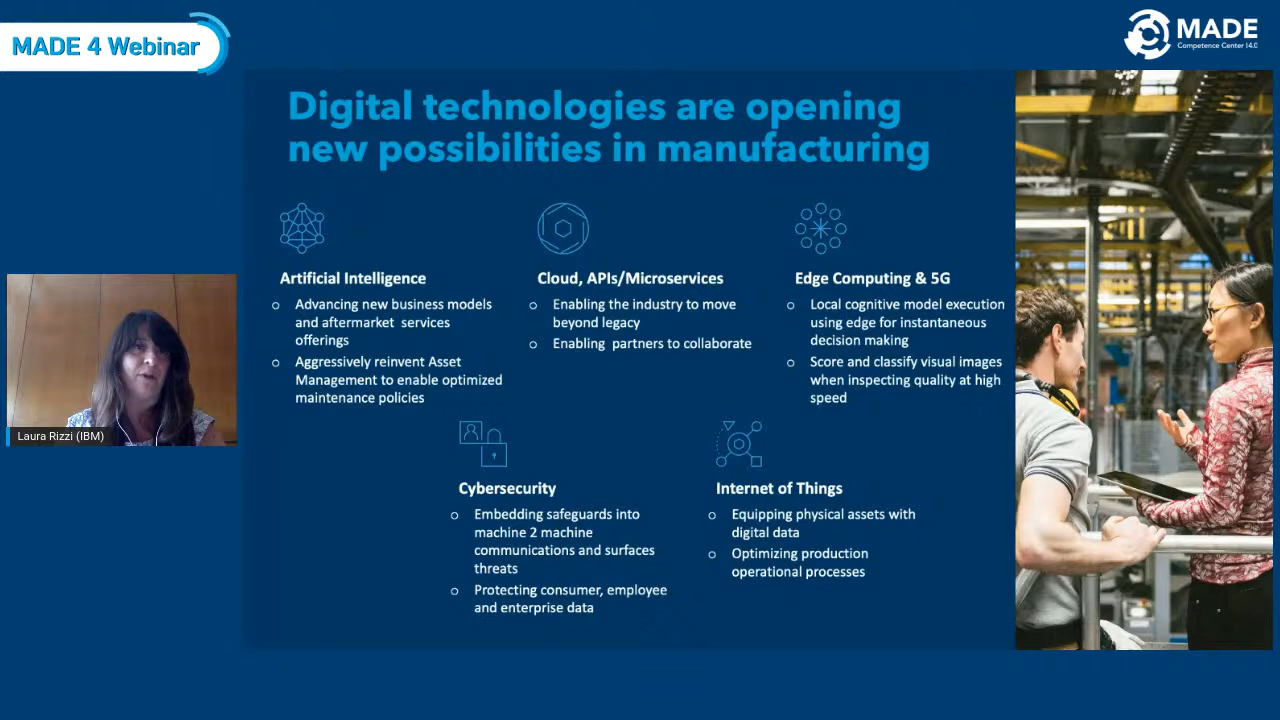 MADE 4 Webinar
MADE
Competence Center I4.0
Digital technologies are opening
new possibilities in manufacturing
Artificial Intelligence
Advancing new business models
and aftermarket services
offerings
Aggressively reinvent Asset
Management to enable optimized
maintenance policies
Cloud, APIs/Microservices
Enabling the industry to move
beyond legacy
Enabling partners to collaborate
Edge Computing & 5G
Local cognitive model execution
using edge for instantaneous
decision making
Score and classify visual images
when inspecting quality at high
speed
Laura Rizzi (IBM)
Cybersecurity
Embedding safeguards into
machine 2 machine
communications and surfaces
threats
Protecting consumer, employee
and enterprise data
Internet of Things
Equipping physical assets with
digital data
Optimizing production
operational processes